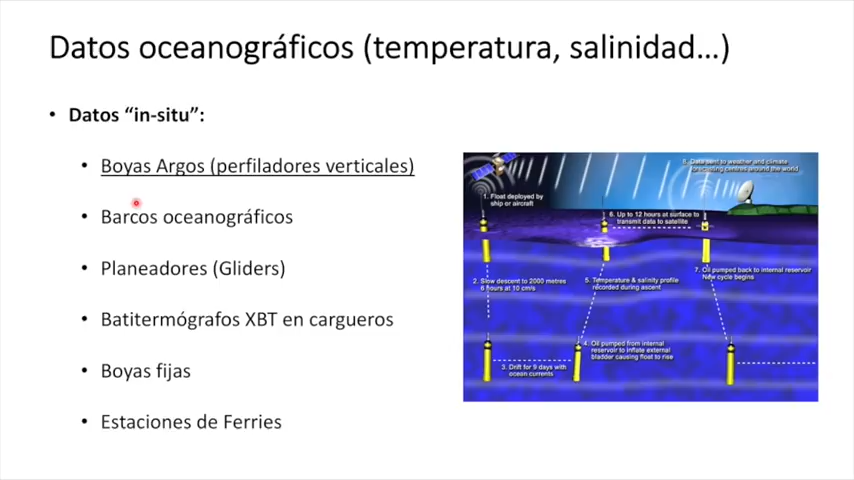 Datos oceanográficos (temperatura, salinidad...)
• Datos “in-situ”:
• Boyas Argos (perfiladores verticales)
• Barcos oceanográficos
• Planeadores (Gliders)
• Batitermógrafos XBT en cargueros
• Boyas fijas
• Estaciones de Ferries
8. Data sent to weather and climate
forecasting centres around the world
1. Float deployed by
ship or aircraft
6. Up to 12 hours at surface to
transmit data to satellite
2. Slow descent to 2000 metres
6 hours at 10 cm/s
5. Temperature & salinity profile
recorded during ascent
7. Oil pumped back to internal reservoir
New cycle begins
3. Drift for 9 days with
ocean currents
4. Oil pumped from internal
reservoir to inflate external
bladder causing float to rise